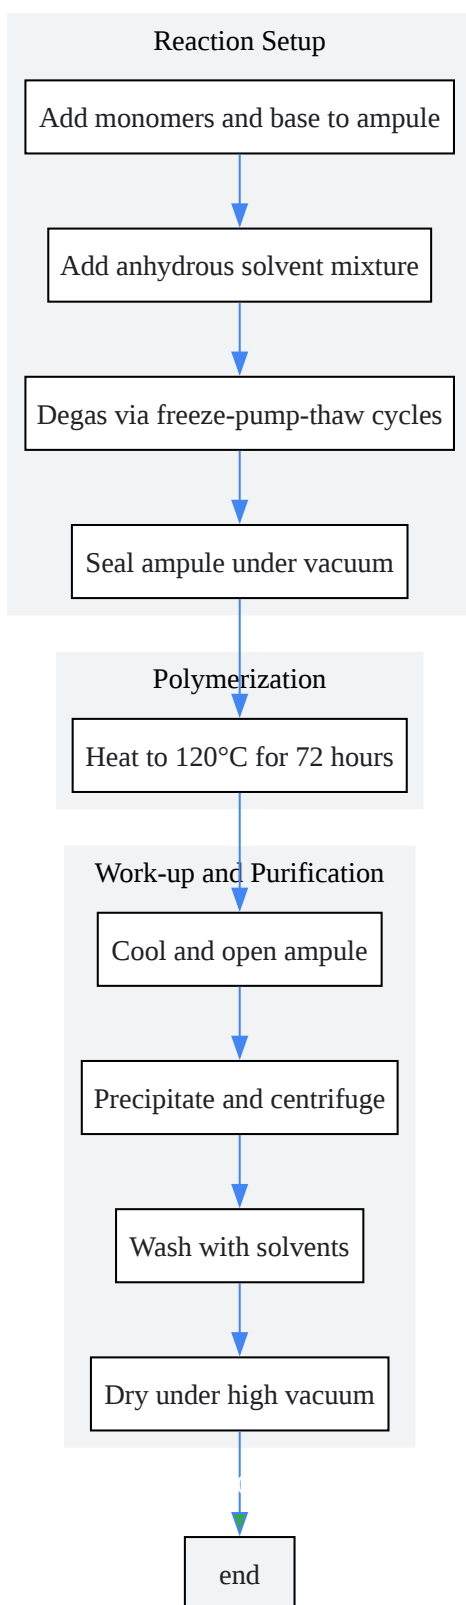 Reaction Setup
Add monomers and base to ampule
Add anhydrous solvent mixture
Degas via freeze-pump-thaw cycles
Seal ampule under vacuum
Polymerization
Heat to 120°C for 72 hours
Work-up and Purification
Cool and open ampule
Precipitate and centrifuge
Wash with solvents
Dry under high vacuum
end